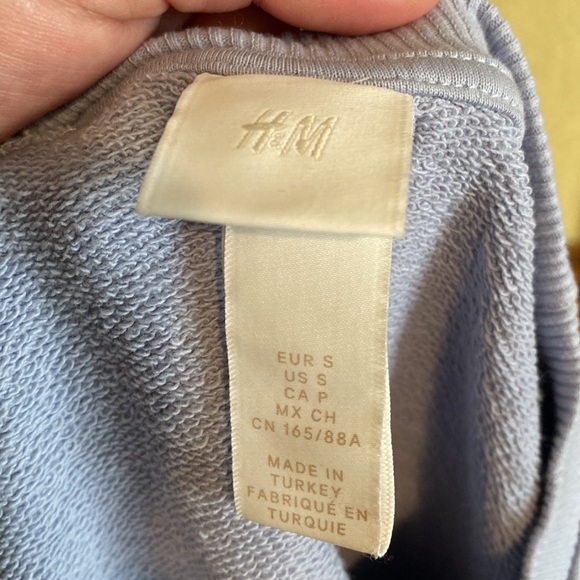 H&M
EUR S
US S
CA P
MX CH
CN 165/88A
MADE IN
TURKEY
FABRIQUÉ EN
TURQUIE